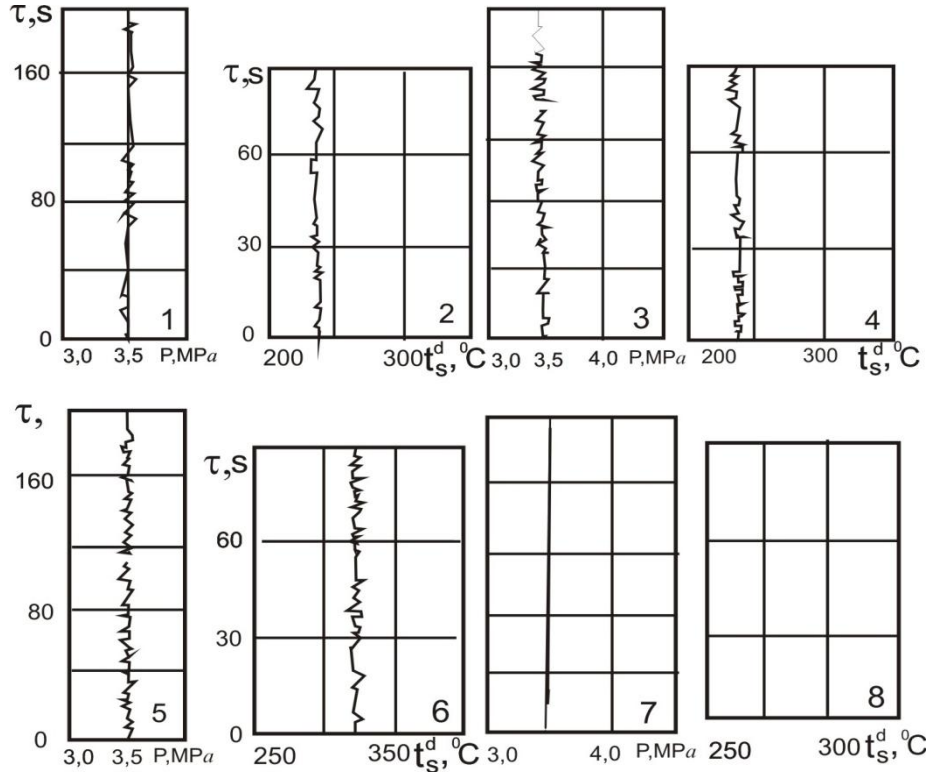 τ,s
160
80
0
3,0 3,5 P,MPa
1
τ,s
60
30
0
200 300 t_s^d, ⁰C
2
3,0 3,5 4,0 P,MPa
3
200 300 t_s^d, ⁰C
4
τ,
160
80
0
3,0 3,5 P,MPa
5
τ,s
60
30
0
250 350 t_s^d, ⁰C
6
3,0 4,0 P,MPa
7
250 300 t_s^d, ⁰C
8